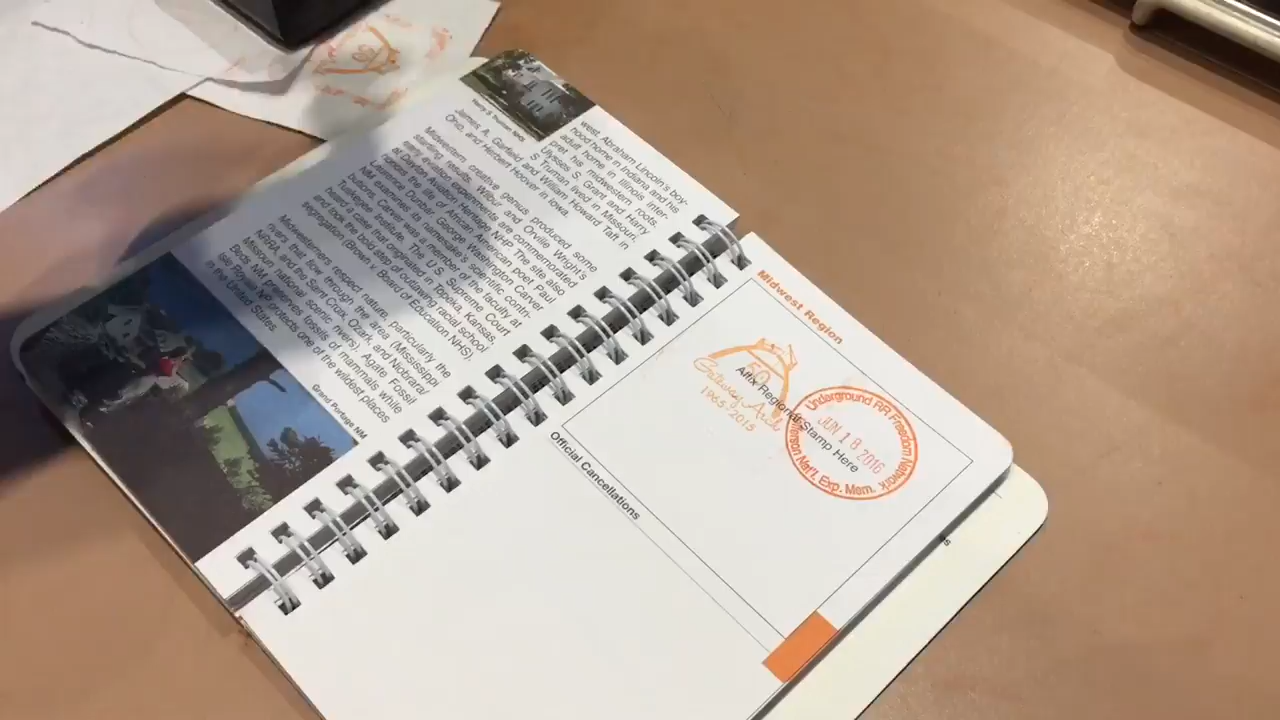 Harry S Truman NHS
west. Abraham Lincoln's boy-
hood home in Indiana and his
adult home in Illinois inter-
pret his midwestern roots.
Ulysses S. Grant and Harry
S Truman lived in Missouri,
James A. Garfield and William Howard Taft in
Ohio, and Herbert Hoover in Iowa.
Midwestern creative genius produced some
startling results. Wilbur and Orville Wright's
early aviation experiments are commemorated
at Dayton Aviation Heritage NHP. The site also
honors the life of African American poet Paul
Laurence Dunbar. George Washington Carver
NM examines its namesake's scientific contri-
butions. Carver was a member of the faculty at
Tuskegee Institute. The U.S. Supreme Court
heard a case that originated in Topeka, Kansas,
and took the bold step of outlawing racial school
segregation (Brown v. Board of Education NHS).
Midwesterners respect nature, particularly the
rivers that flow through the area (Mississippi
NRRA and the Saint Croix, Ozark, and Niobrara/
Missouri national scenic rivers). Agate Fossil
Beds NM preserves fossils of mammals while
Isle Royale NP protects one of the wildest places
in the United States.
Grand Portage NM
Midwest Region
50
Gateway Arch
1965-2015
Affix Regional Stamp Here
Underground RR Freedom Network
JUN 18 2016
Jefferson Nat'l. Exp. Mem.
Official Cancellations